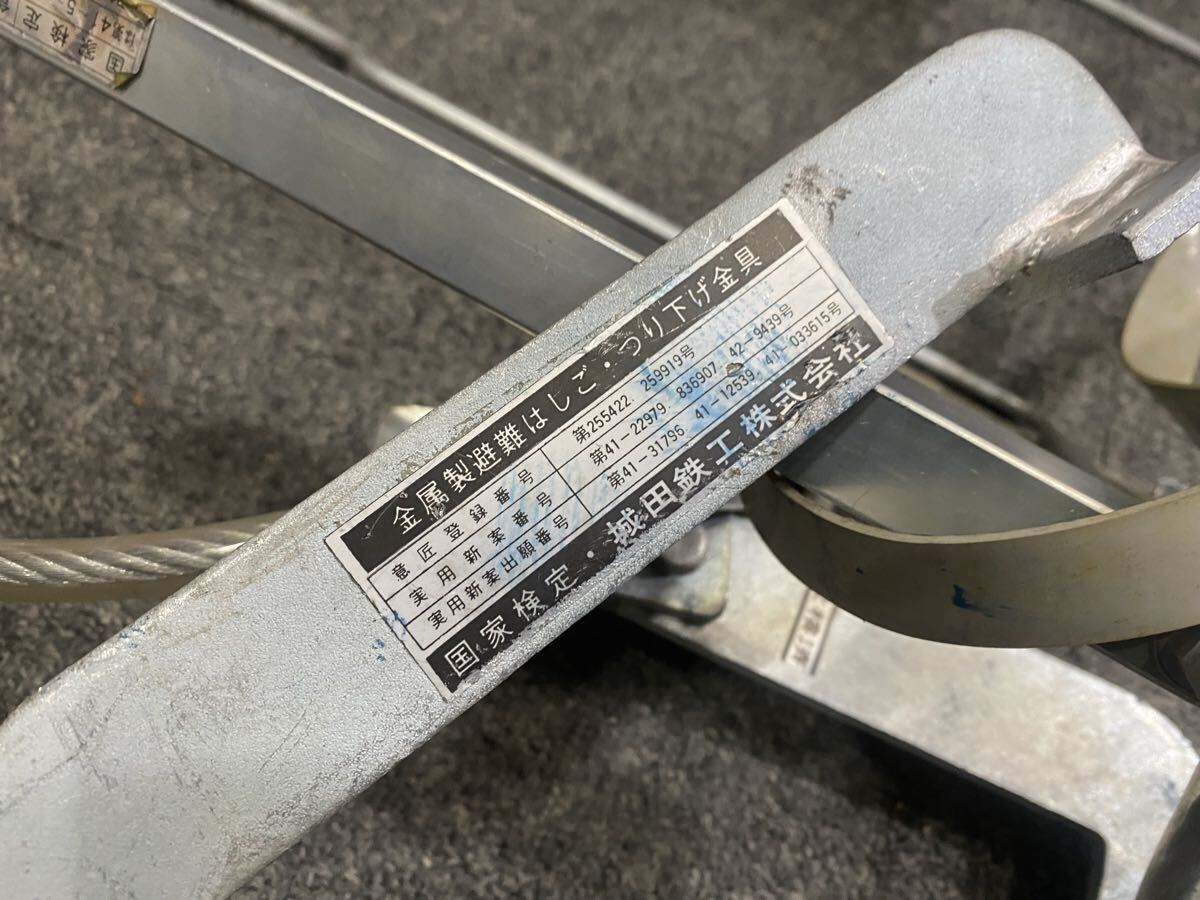 金属製避難はしご・つり下げ金具
意匠登録番号 第255422 259919号
実用新案番号 第41-22979 836907 42-9439号
実用新案出願番号 第41-31796 41-12539 41-033615号
国家検定・城田鉄工株式会社
国家検定